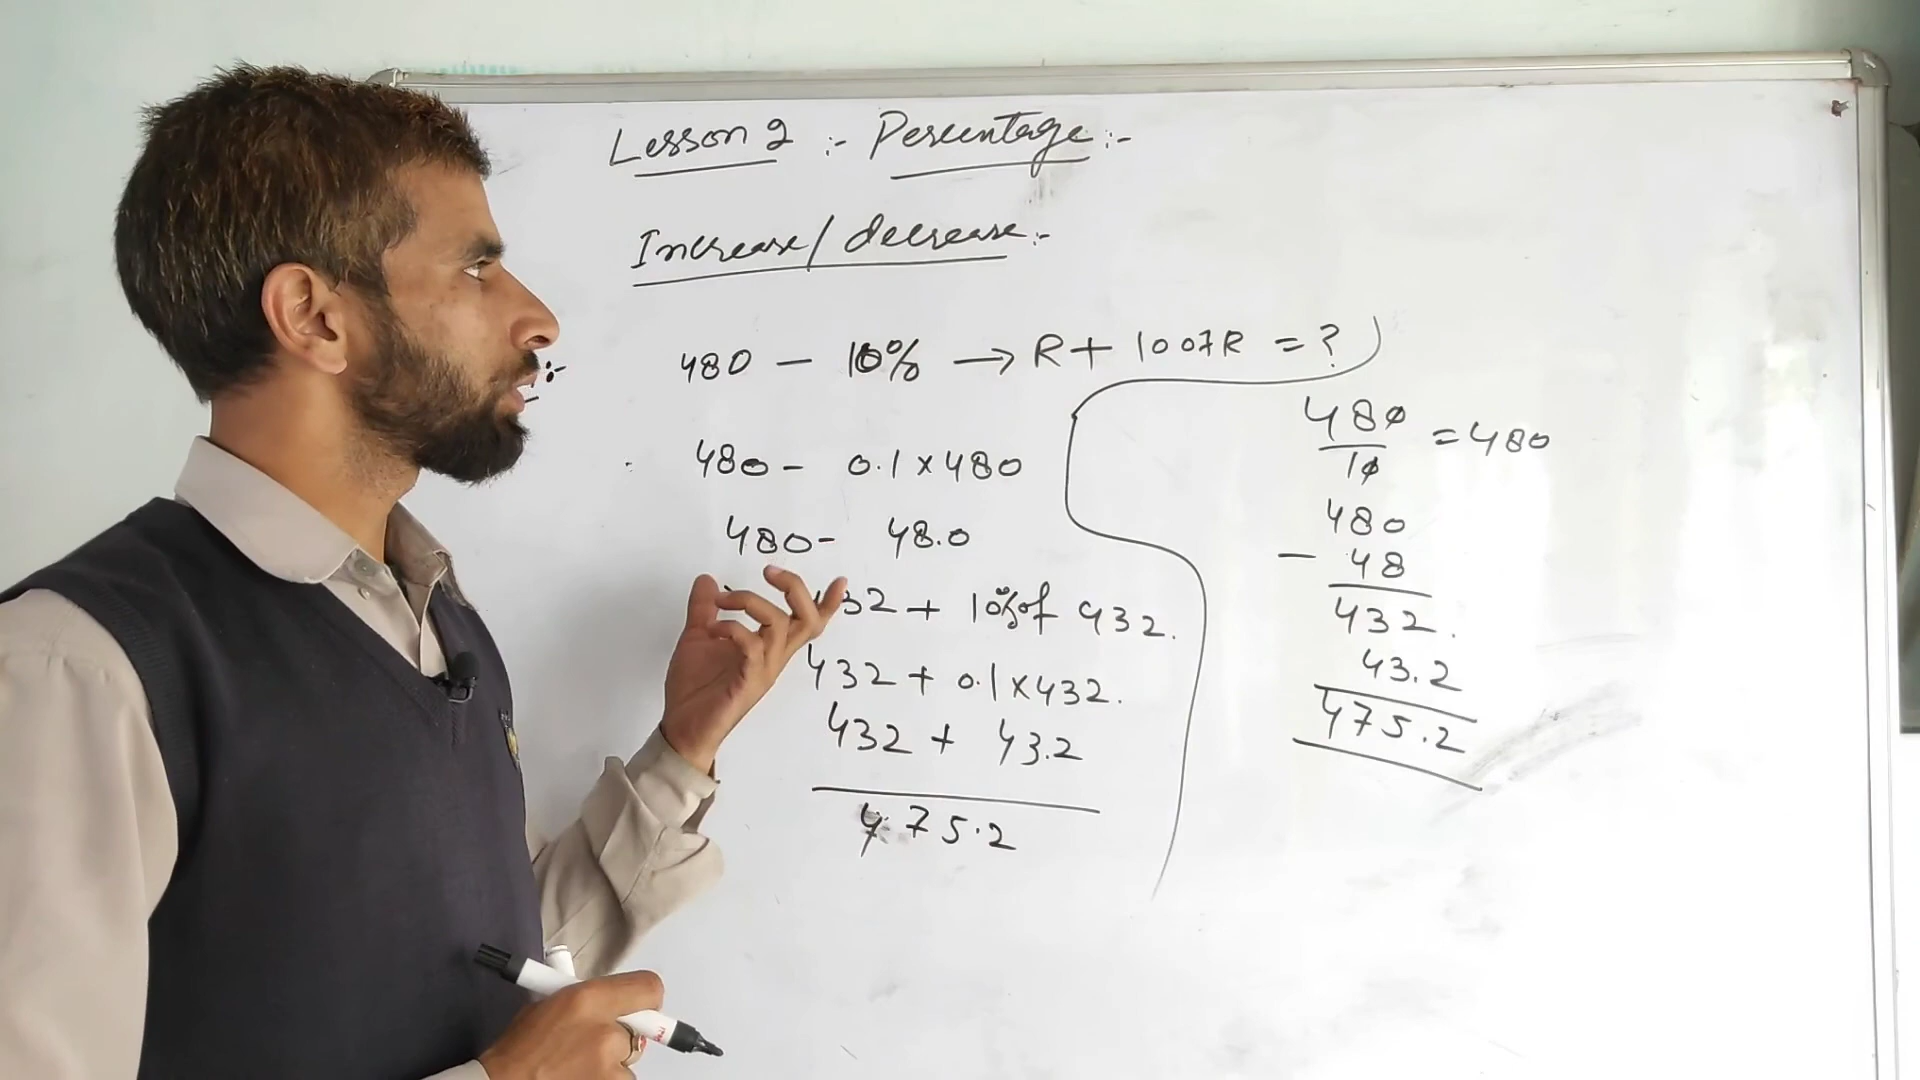 Lesson 2 :- Percentage :-
Increase/decrease :-
480 — 10% → R + 100%R = ?
480 - 0.1 x 480
480 - 48.0
432 + 10% of 432.
432 + 0.1 x 432.
432 + 43.2
475.2
480
10
= 480
480
- 48
432.
43.2
475.2